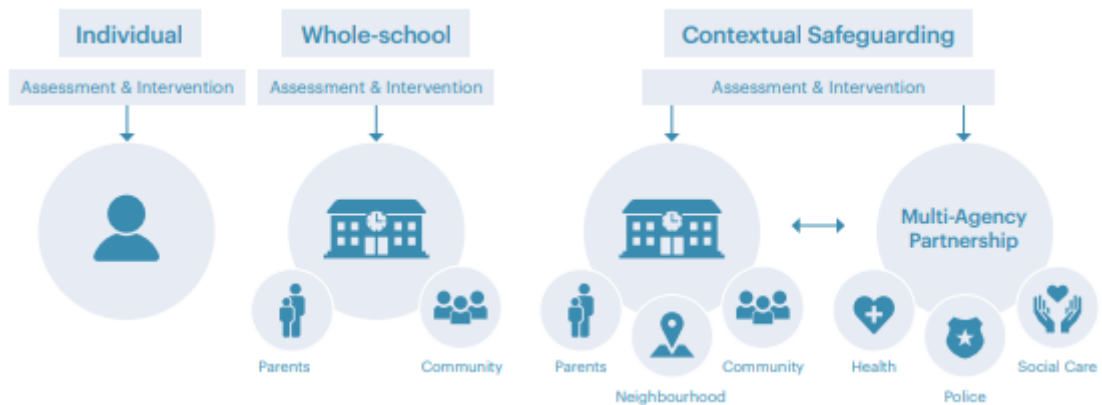 Individual
Whole-school
Contextual Safeguarding
Assessment & Intervention
Assessment & Intervention
Assessment & Intervention
Multi-Agency
Partnership
Parents
Community
Parents
Neighbourhood
Community
Health
Police
Social Care